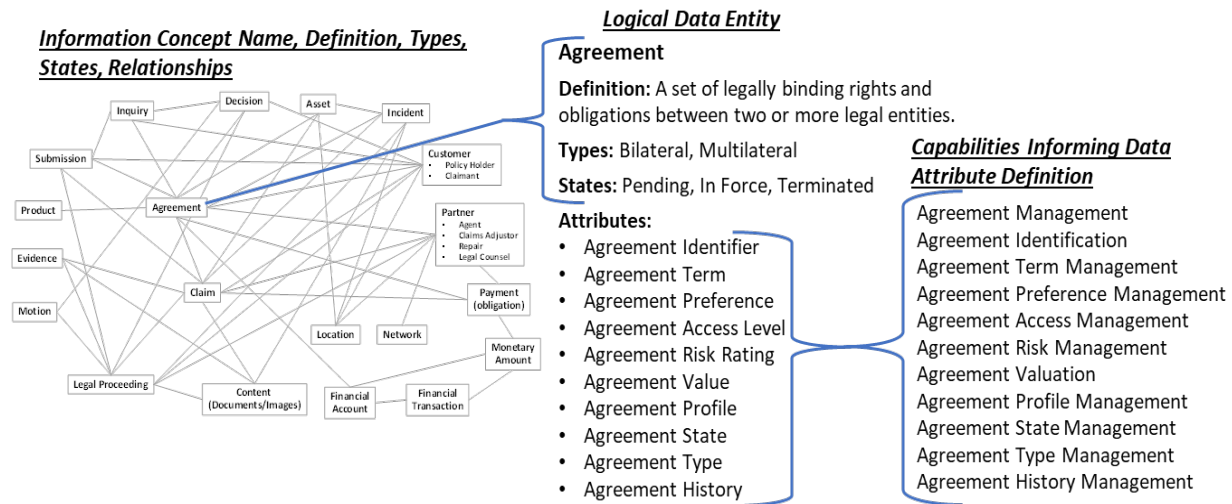 Information Concept Name, Definition, Types,
States, Relationships
Inquiry
Decision
Asset
Incident
Submission
Customer
• Policy Holder
• Claimant
Product
Agreement
Partner
• Agent
• Claims Adjustor
• Repair
• Legal Counsel
Evidence
Claim
Payment
(obligation)
Motion
Location
Network
Monetary
Amount
Legal Proceeding
Content
(Documents/Images)
Financial
Account
Financial
Transaction
Logical Data Entity
Agreement
Definition: A set of legally binding rights and
obligations between two or more legal entities.
Types: Bilateral, Multilateral
States: Pending, In Force, Terminated
Attributes:
• Agreement Identifier
• Agreement Term
• Agreement Preference
• Agreement Access Level
• Agreement Risk Rating
• Agreement Value
• Agreement Profile
• Agreement State
• Agreement Type
• Agreement History
Capabilities Informing Data
Attribute Definition
Agreement Management
Agreement Identification
Agreement Term Management
Agreement Preference Management
Agreement Access Management
Agreement Risk Management
Agreement Valuation
Agreement Profile Management
Agreement State Management
Agreement Type Management
Agreement History Management